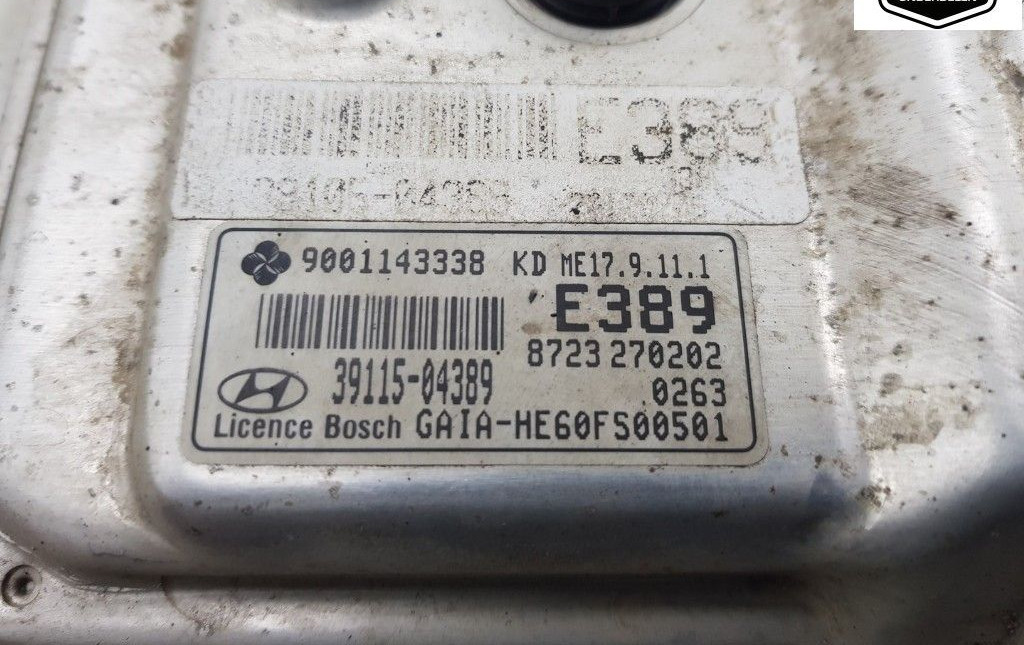 E389
9001143338 KD ME17.9.11.1
E389
8723 270202
39115-04389
0263
Licence Bosch GAIA-HE60FS00501